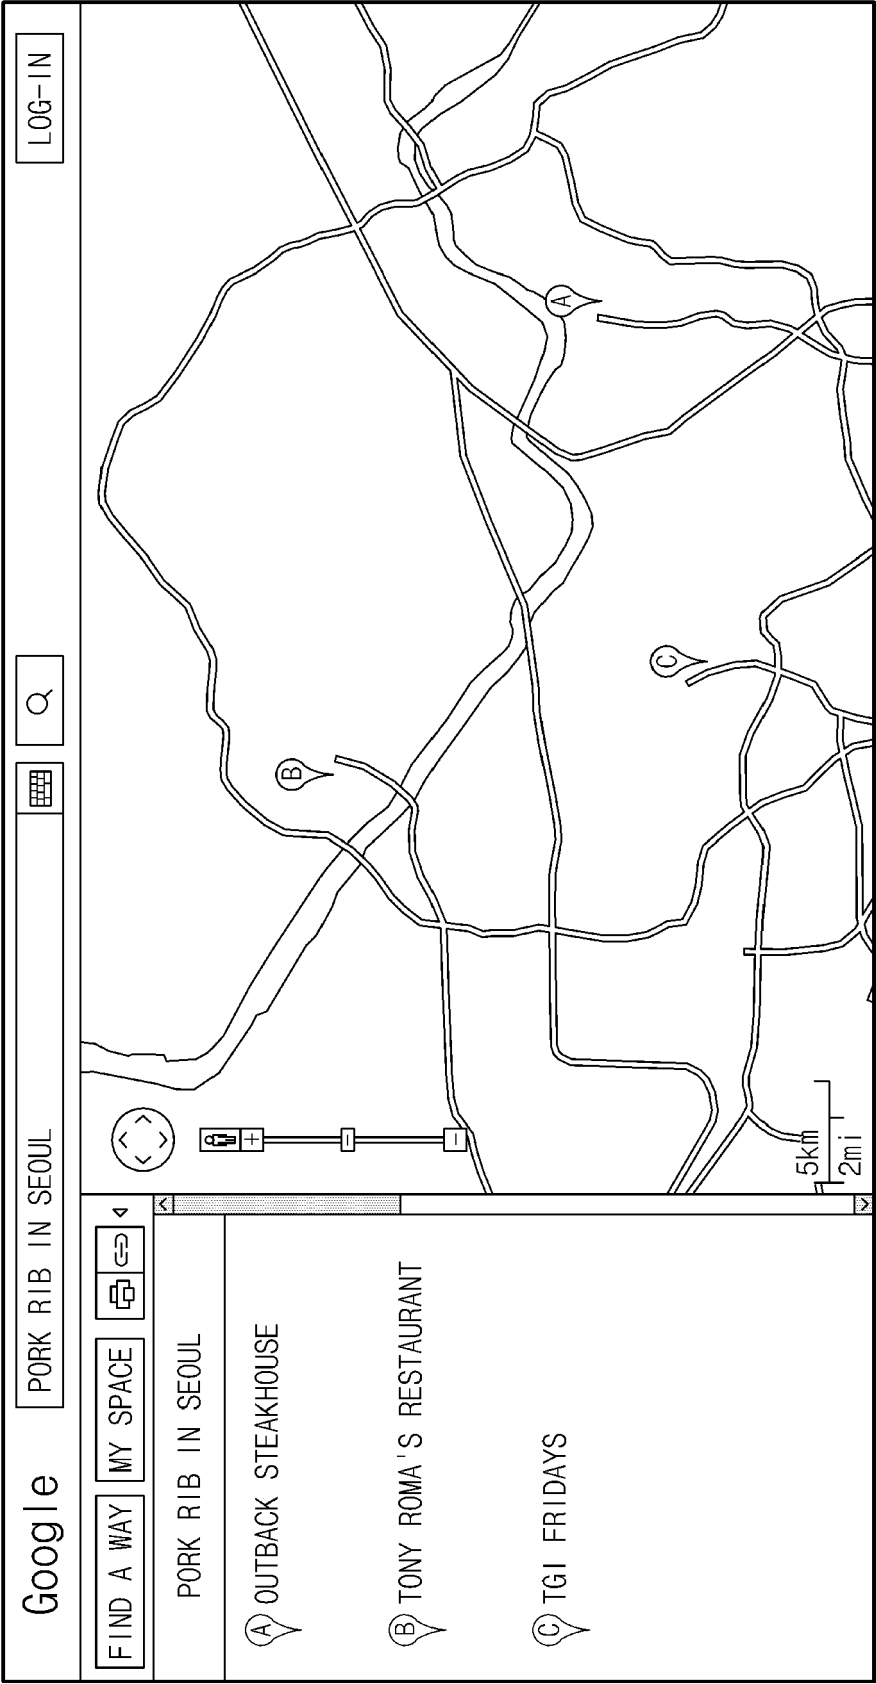 Google
PORK RIB IN SEOUL
LOG-IN
FIND A WAY
MY SPACE
PORK RIB IN SEOUL
A OUTBACK STEAKHOUSE
B TONY ROMA'S RESTAURANT
C TGI FRIDAYS
B
C
A
5km
2mi